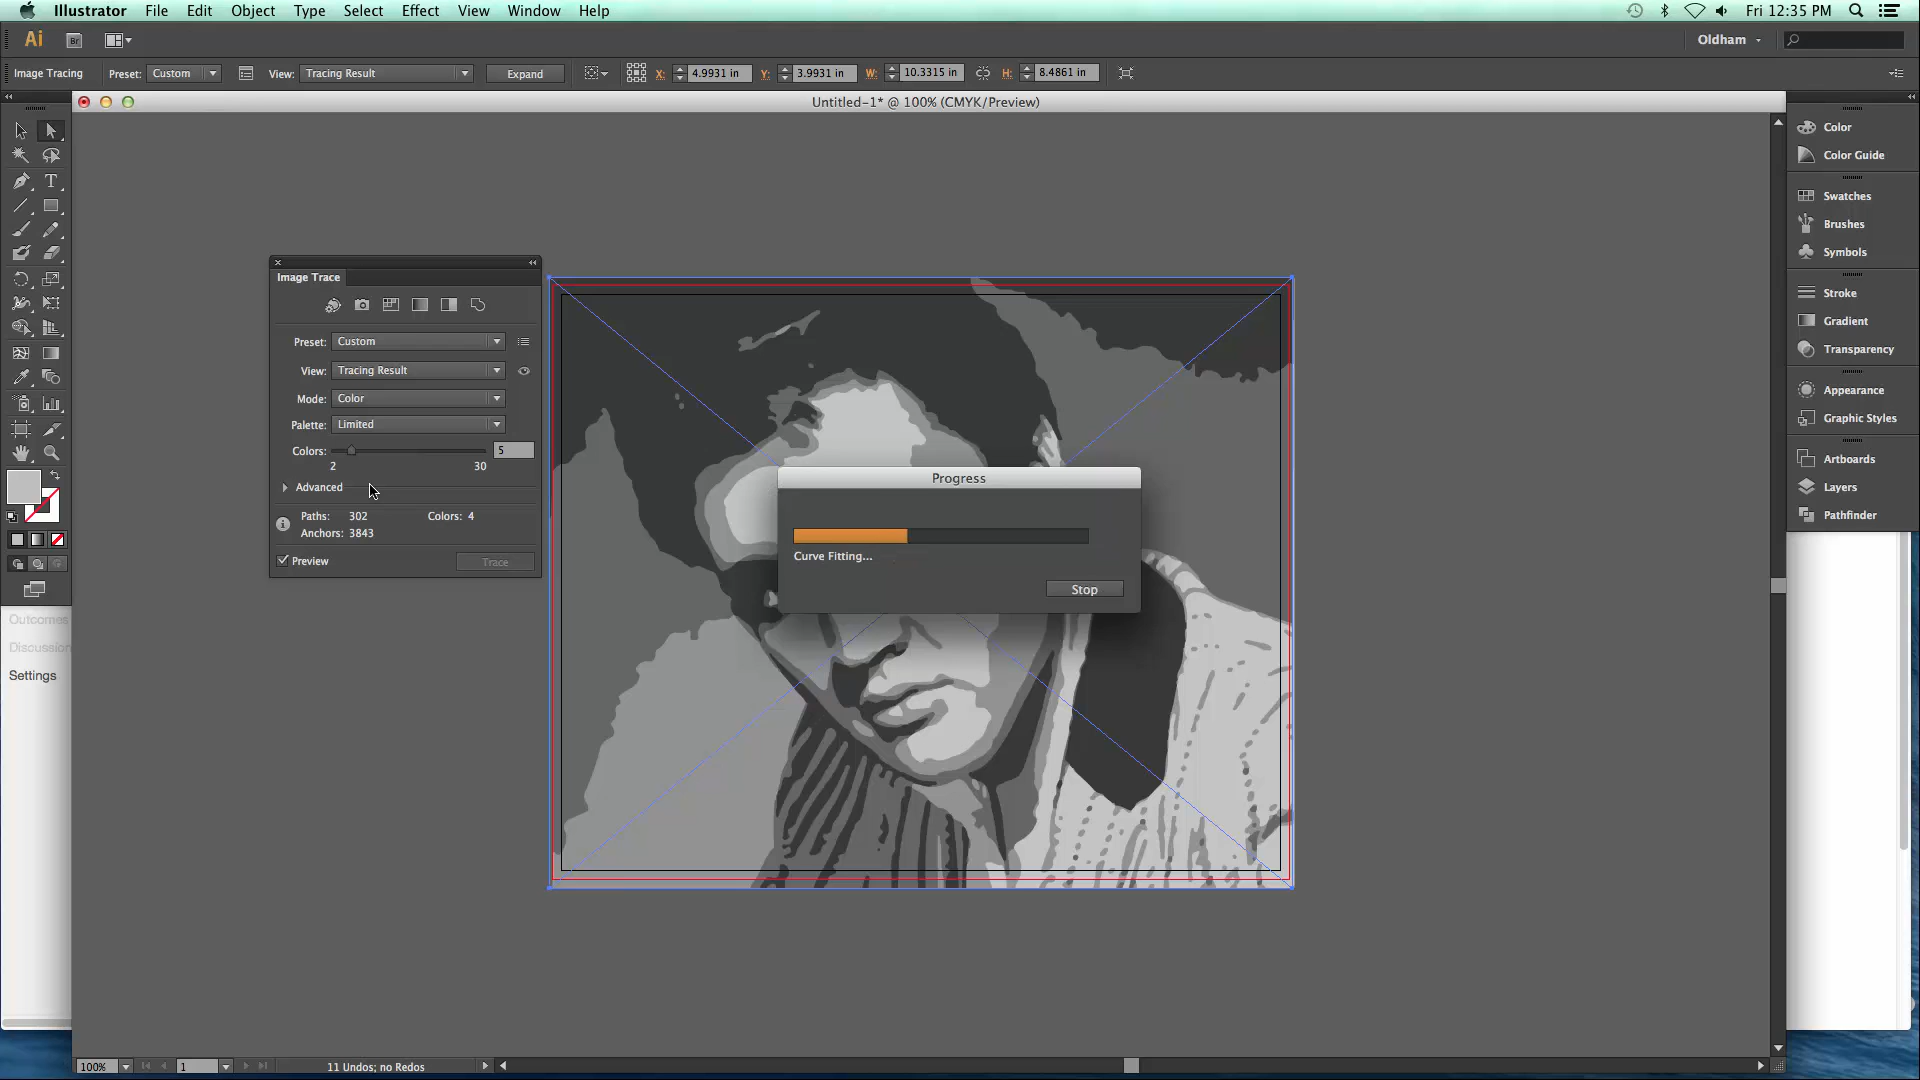 Illustrator File Edit Object Type Select Effect View Window Help Fri 12:35 PM
Ai Br Oldham
Image Tracing Preset: Custom View: Tracing Result Expand X: 4.9931 in Y: 3.9931 in W: 10.3315 in H: 8.4861 in
Untitled-1* @ 100% (CMYK/Preview)
Color
Color Guide
Swatches
Brushes
Symbols
Stroke
Gradient
Transparency
Appearance
Graphic Styles
Artboards
Layers
Pathfinder
Image Trace
Preset: Custom
View: Tracing Result
Mode: Color
Palette: Limited
Colors: 5
2 30
Advanced
Paths: 302 Colors: 4
Anchors: 3843
Preview Trace
Progress
Curve Fitting...
Stop
Outcomes
Discussion
Settings
100% 1 11 Undos; no Redos